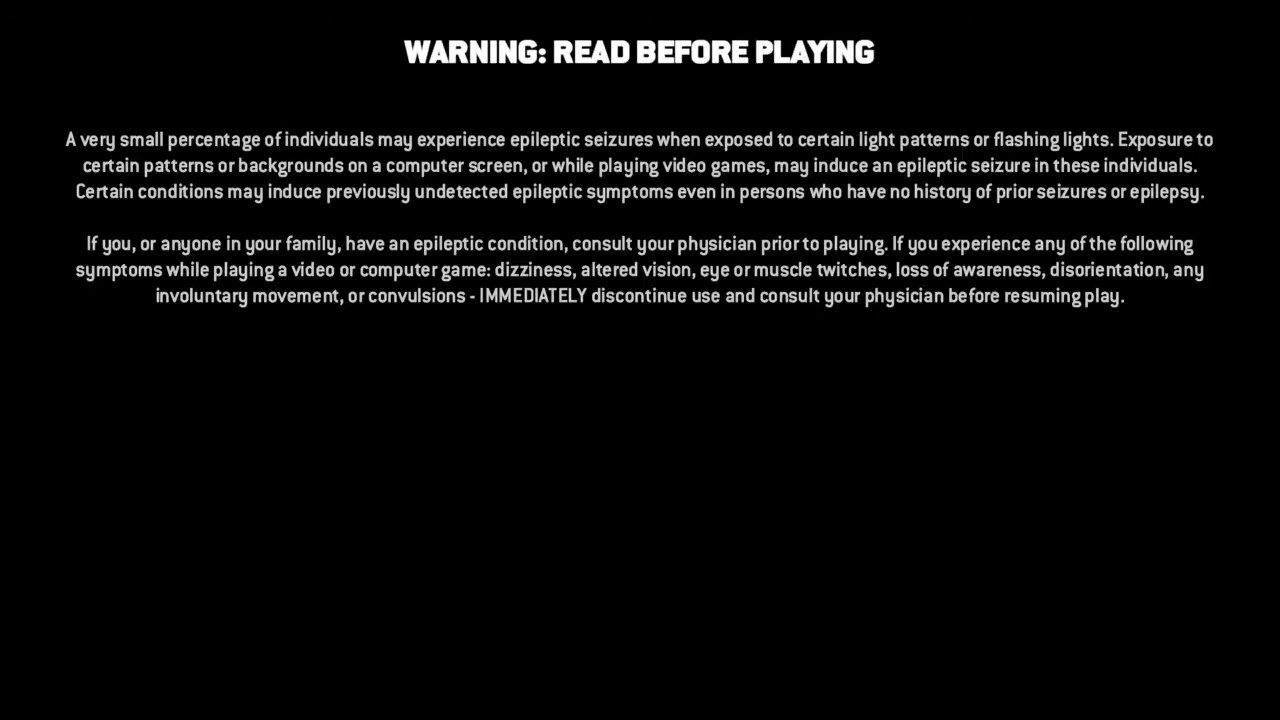 WARNING: READ BEFORE PLAYING
A very small percentage of individuals may experience epileptic seizures when exposed to certain light patterns or flashing lights. Exposure to
certain patterns or backgrounds on a computer screen, or while playing video games, may induce an epileptic seizure in these individuals.
Certain conditions may induce previously undetected epileptic symptoms even in persons who have no history of prior seizures or epilepsy.
If you, or anyone in your family, have an epileptic condition, consult your physician prior to playing. If you experience any of the following
symptoms while playing a video or computer game: dizziness, altered vision, eye or muscle twitches, loss of awareness, disorientation, any
involuntary movement, or convulsions - IMMEDIATELY discontinue use and consult your physician before resuming play.